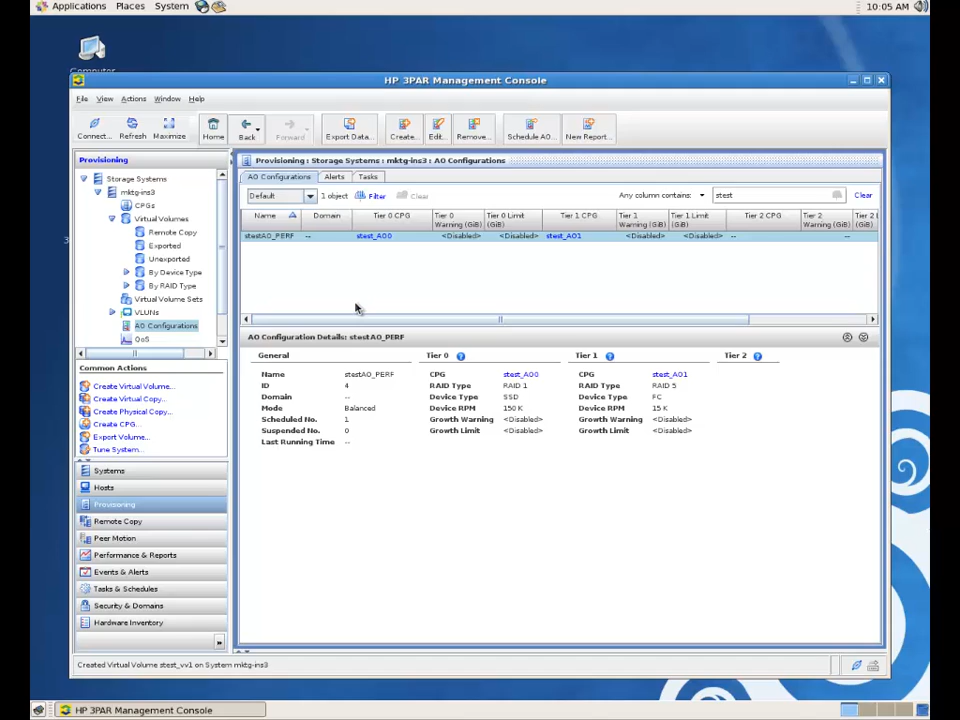 Applications Places System 10:05 AM
Computer
HP 3PAR Management Console
File View Actions Window Help
Connect... Refresh Maximize Home Back Forward Export Data... Create... Edit... Remove... Schedule AO... New Report...
Provisioning
Provisioning : Storage Systems : mktg-ins3 : AO Configurations
AO Configurations Alerts Tasks
Default 1 object Filter Clear Any column contains: stest Clear
Name Domain Tier 0 CPG Tier 0 Warning (GiB) Tier 0 Limit (GiB) Tier 1 CPG Tier 1 Warning (GiB) Tier 1 Limit (GiB) Tier 2 CPG Tier 2 Warning (GiB) Tier 2 L (GiB)
stestAO_PERF -- stest_AO0 <Disabled> <Disabled> stest_AO1 <Disabled> <Disabled> -- --
Storage Systems
mktg-ins3
CPGs
Virtual Volumes
Remote Copy
Exported
Unexported
By Device Type
By RAID Type
Virtual Volume Sets
VLUNs
AO Configurations
QoS
Common Actions
Create Virtual Volume...
Create Virtual Copy...
Create Physical Copy...
Create CPG...
Export Volume...
Tune System...
Systems
Hosts
Provisioning
Remote Copy
Peer Motion
Performance & Reports
Events & Alerts
Tasks & Schedules
Security & Domains
Hardware Inventory
»
AO Configuration Details: stestAO_PERF
General Tier 0 Tier 1 Tier 2
Name stestAO_PERF CPG stest_AO0 CPG stest_AO1
ID 4 RAID Type RAID 1 RAID Type RAID 5
Domain -- Device Type SSD Device Type FC
Mode Balanced Device RPM 150 K Device RPM 15 K
Scheduled No. 1 Growth Warning <Disabled> Growth Warning <Disabled>
Suspended No. 0 Growth Limit <Disabled> Growth Limit <Disabled>
Last Running Time --
Created Virtual Volume stest_vv1 on System mktg-ins3
HP 3PAR Management Console